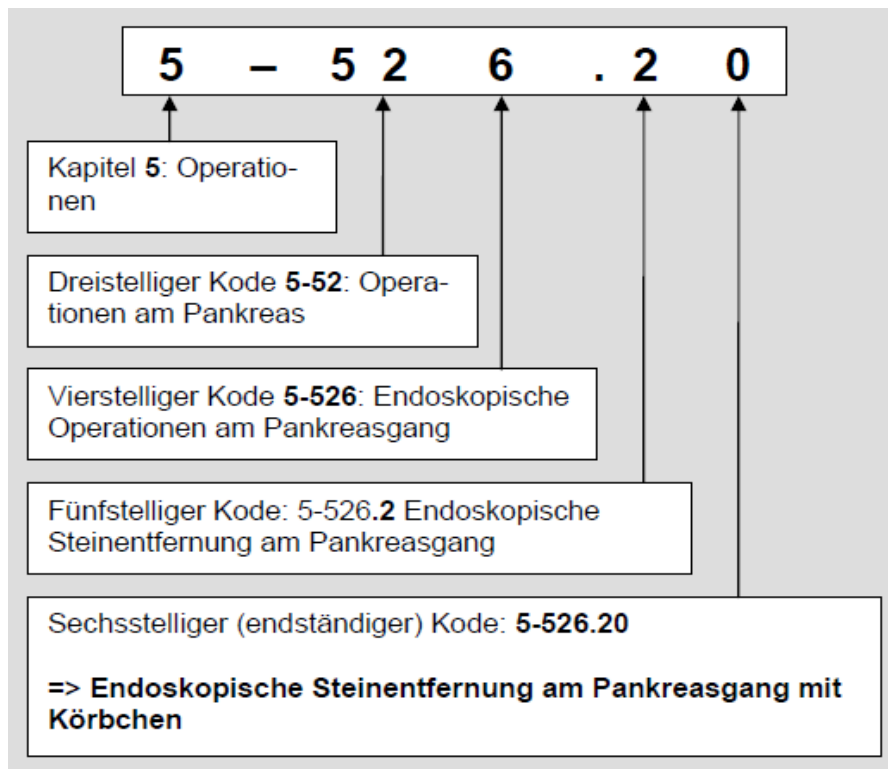 5 – 5 2 6 . 2 0
Kapitel 5: Operatio-
nen
Dreistelliger Kode 5-52: Opera-
tionen am Pankreas
Vierstelliger Kode 5-526: Endoskopische
Operationen am Pankreasgang
Fünfstelliger Kode: 5-526.2 Endoskopische
Steinentfernung am Pankreasgang
Sechsstelliger (endständiger) Kode: 5-526.20
=> Endoskopische Steinentfernung am Pankreasgang mit
Körbchen